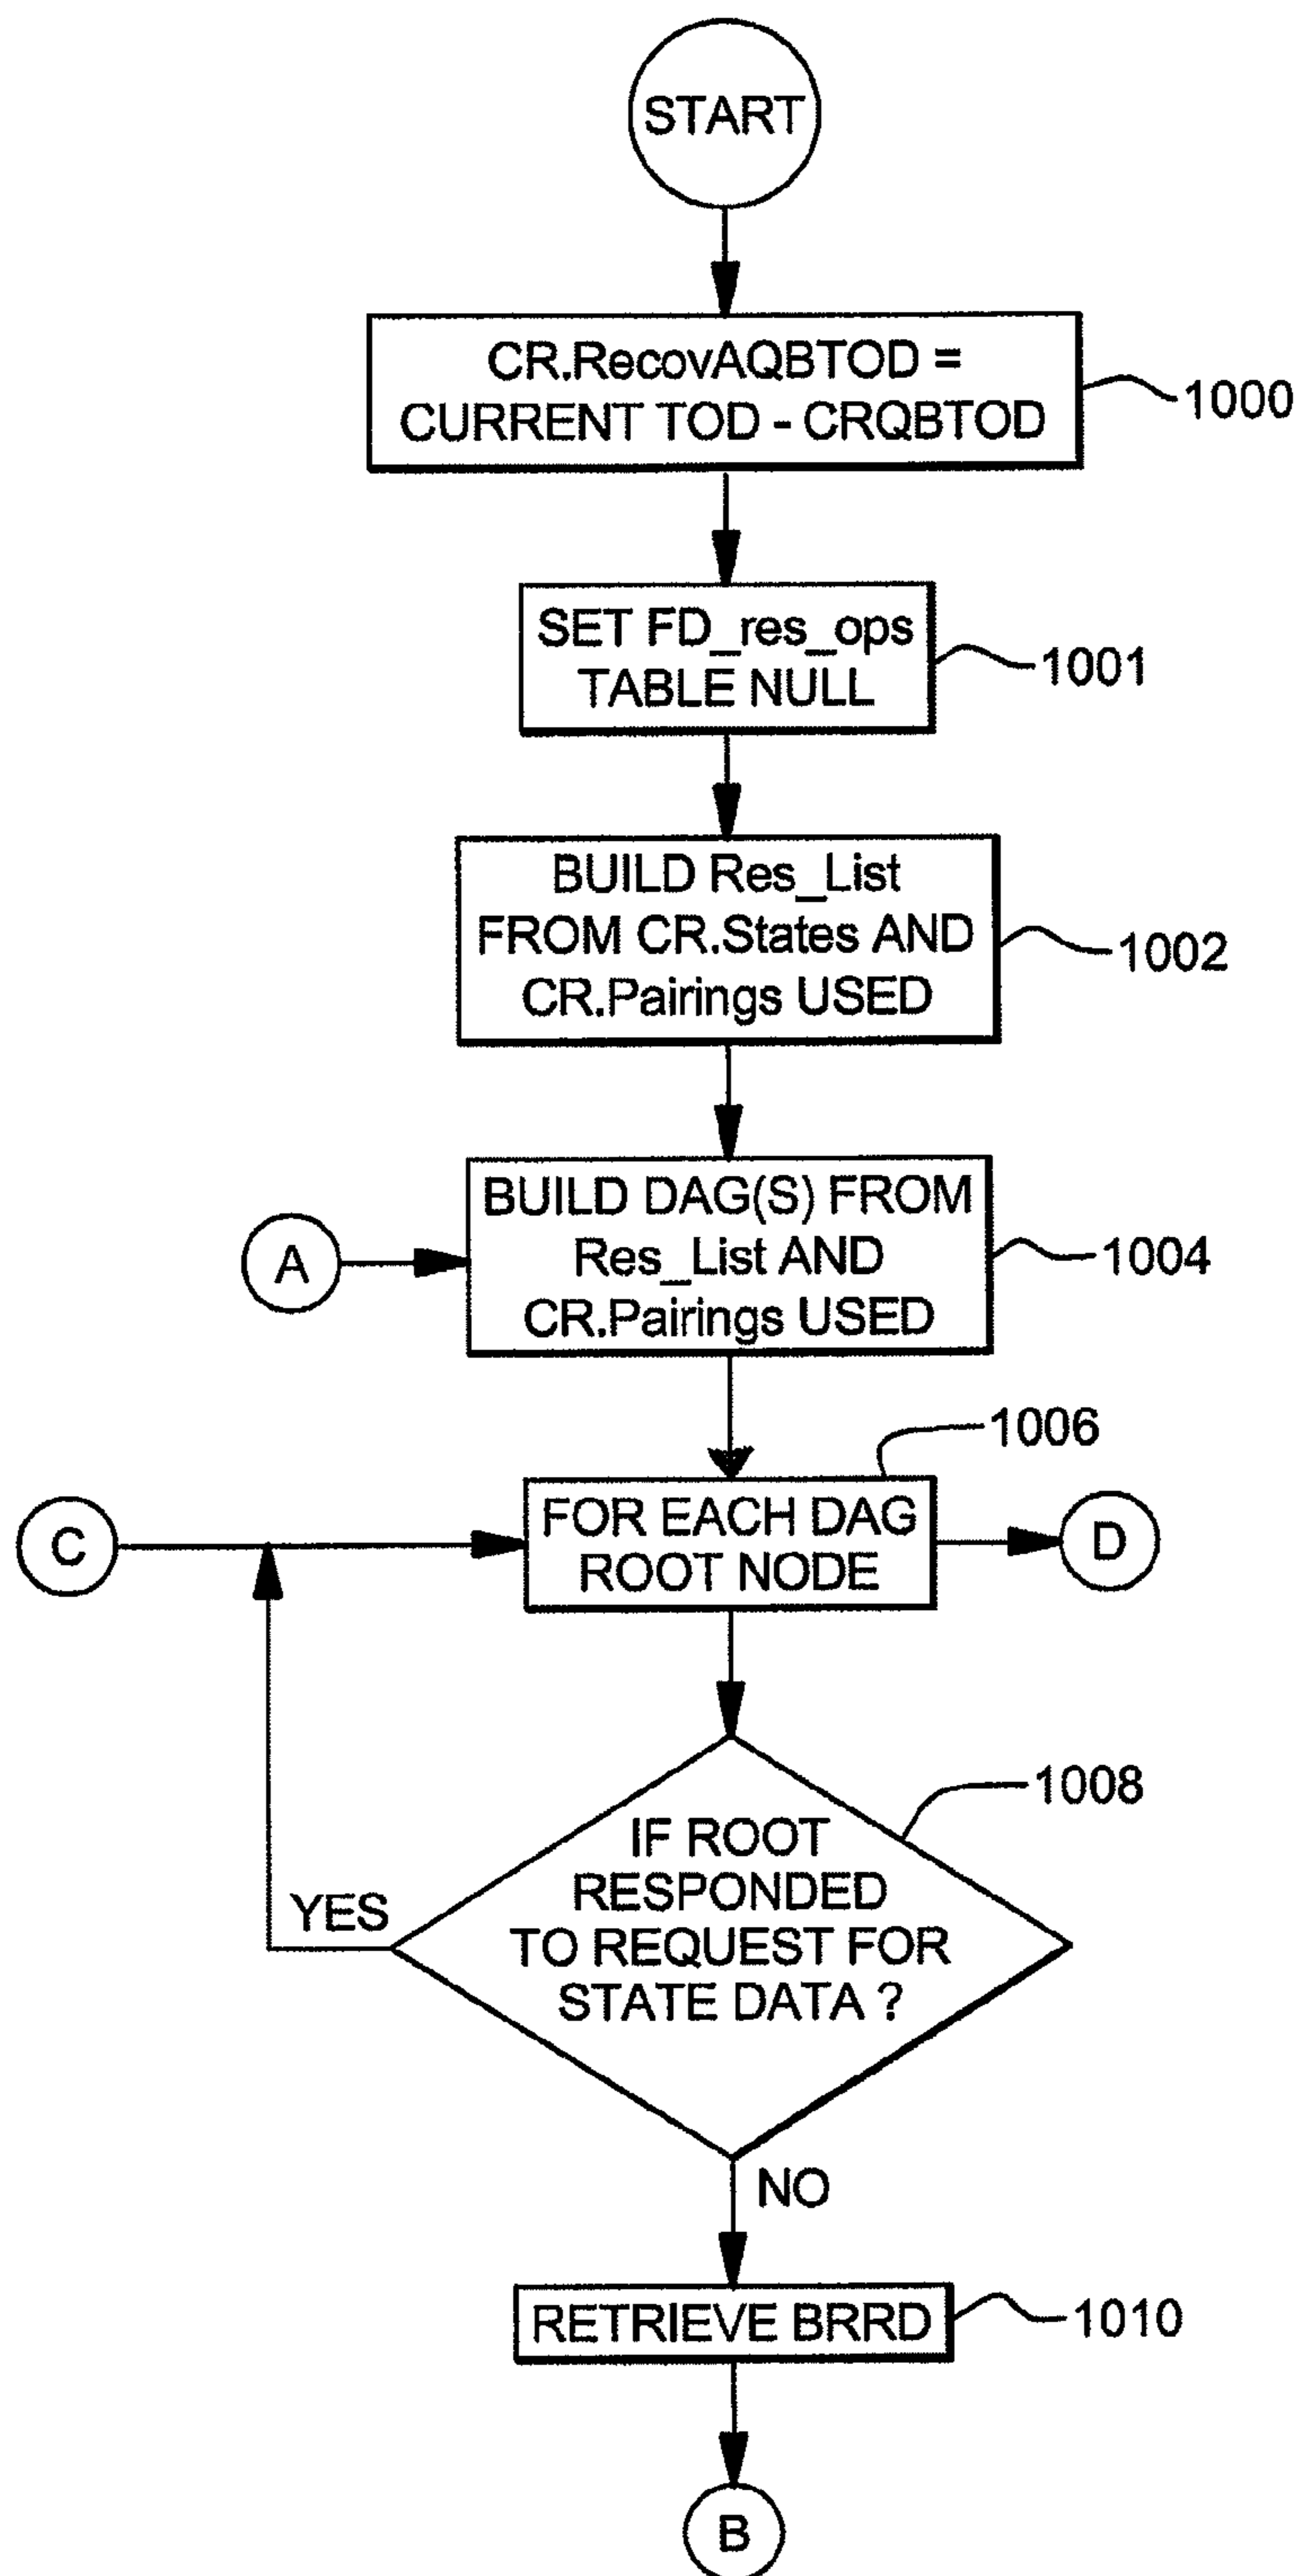 START
CR.RecovAQBTOD =
CURRENT TOD - CRQBTOD
1000
SET FD_res_ops
TABLE NULL
1001
BUILD Res_List
FROM CR.States AND
CR.Pairings USED
1002
BUILD DAG(S) FROM
Res_List AND
CR.Pairings USED
1004
A
1006
FOR EACH DAG
ROOT NODE
C
D
1008
IF ROOT
RESPONDED
TO REQUEST FOR
STATE DATA ?
YES
NO
RETRIEVE BRRD
1010
B